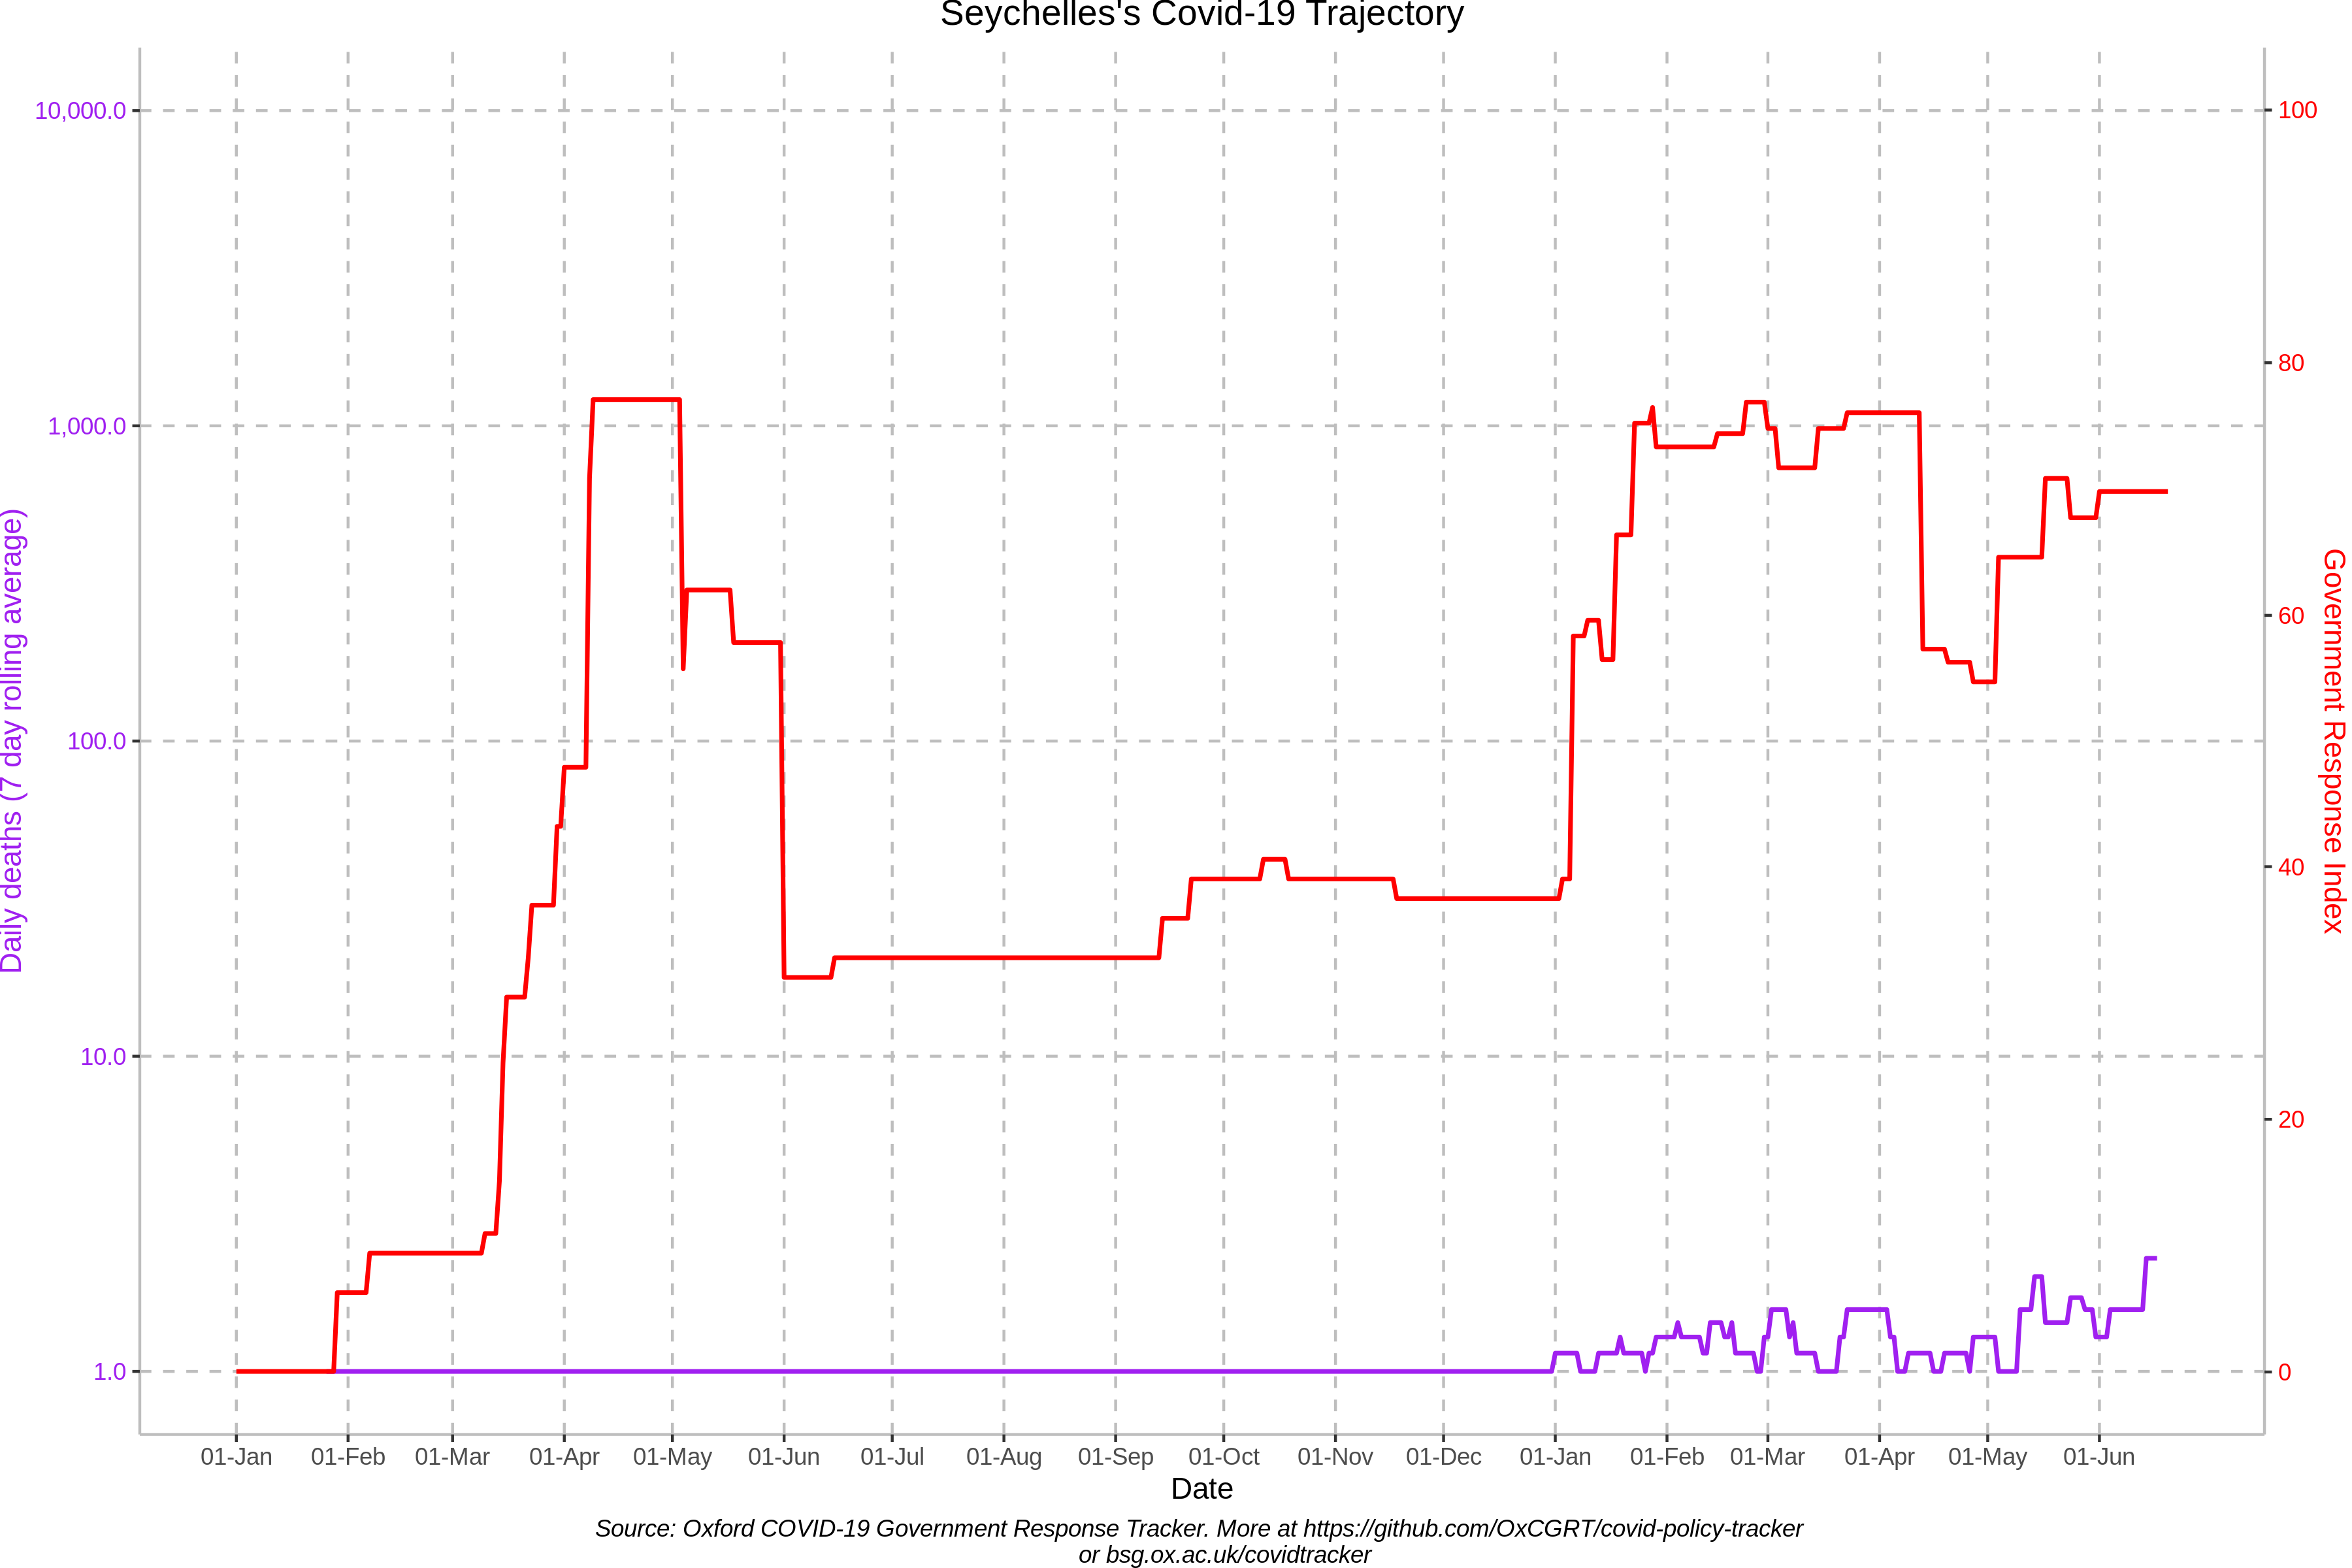 Seychelles's Covid-19 Trajectory
Daily deaths (7 day rolling average)
10,000.0
1,000.0
100.0
10.0
1.0
100
80
60
40
20
0
Government Response Index
01-Jan 01-Feb 01-Mar 01-Apr 01-May 01-Jun 01-Jul 01-Aug 01-Sep 01-Oct 01-Nov 01-Dec 01-Jan 01-Feb 01-Mar 01-Apr 01-May 01-Jun
Date
Source: Oxford COVID-19 Government Response Tracker. More at https://github.com/OxCGRT/covid-policy-tracker
or bsg.ox.ac.uk/covidtracker